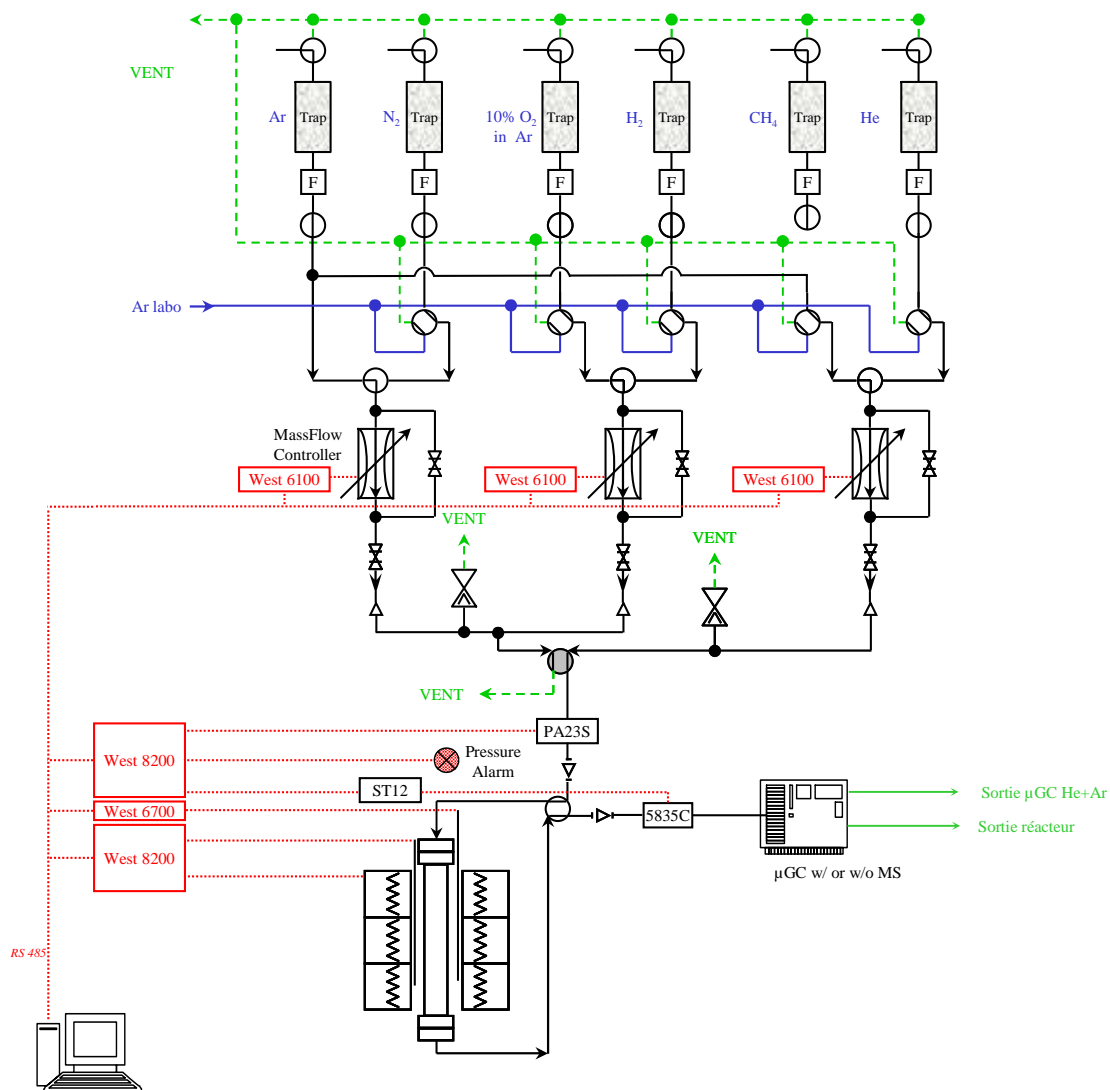 VENT
Ar
Trap
N2
Trap
10% O2
in Ar
Trap
H2
Trap
CH4
Trap
He
Trap
F
F
F
F
F
F
Ar labo
MassFlow
Controller
West 6100
West 6100
West 6100
VENT
VENT
VENT
PA23S
West 8200
Pressure
Alarm
ST12
West 6700
5835C
Sortie µGC He+Ar
Sortie réacteur
West 8200
µGC w/ or w/o MS
RS 485